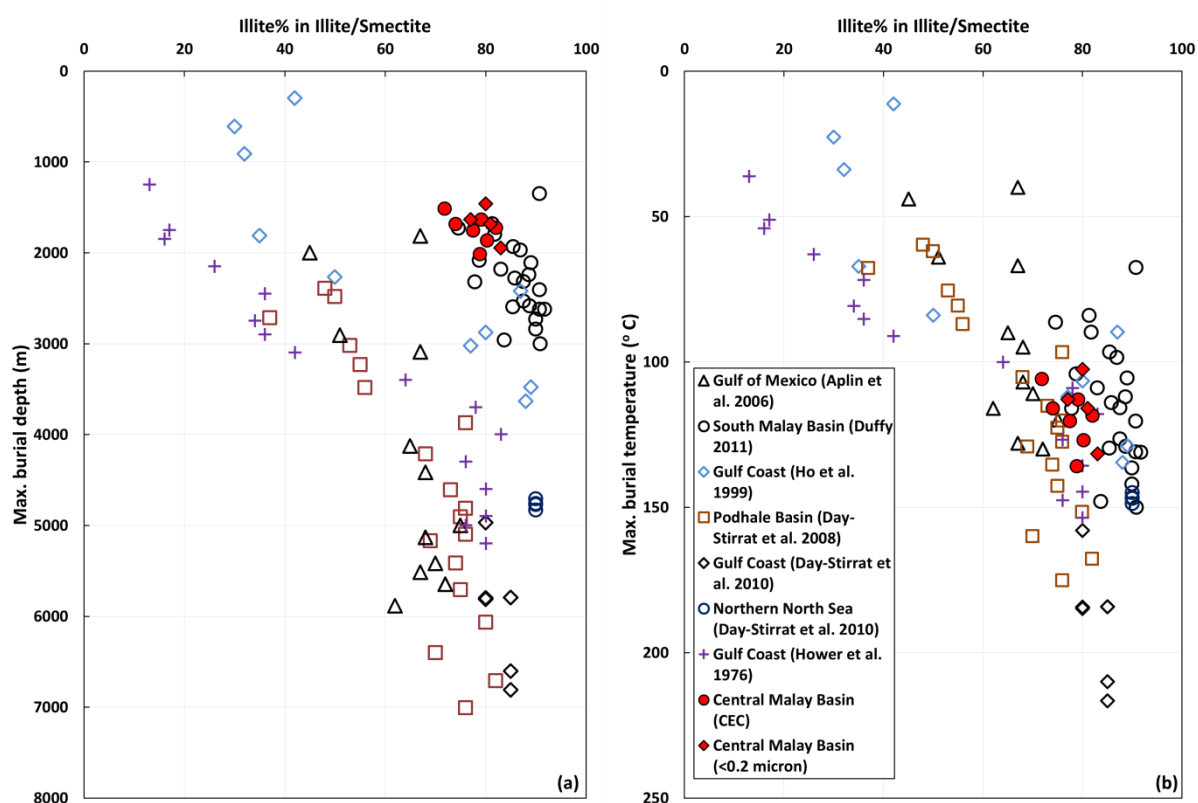 Illite% in Illite/Smectite
0 20 40 60 80 100
0
1000
2000
3000
4000
5000
6000
7000
8000
Max. burial depth (m)
(a)
Illite% in Illite/Smectite
0 20 40 60 80 100
0
50
100
150
200
250
Max. burial temperature (° C)
Gulf of Mexico (Aplin et
al. 2006)
South Malay Basin (Duffy
2011)
Gulf Coast (Ho et al.
1999)
Podhale Basin (Day-
Stirrat et al. 2008)
Gulf Coast (Day-Stirrat et
al. 2010)
Northern North Sea
(Day-Stirrat et al. 2010)
Gulf Coast (Hower et al.
1976)
Central Malay Basin
(CEC)
Central Malay Basin
(<0.2 micron)
(b)